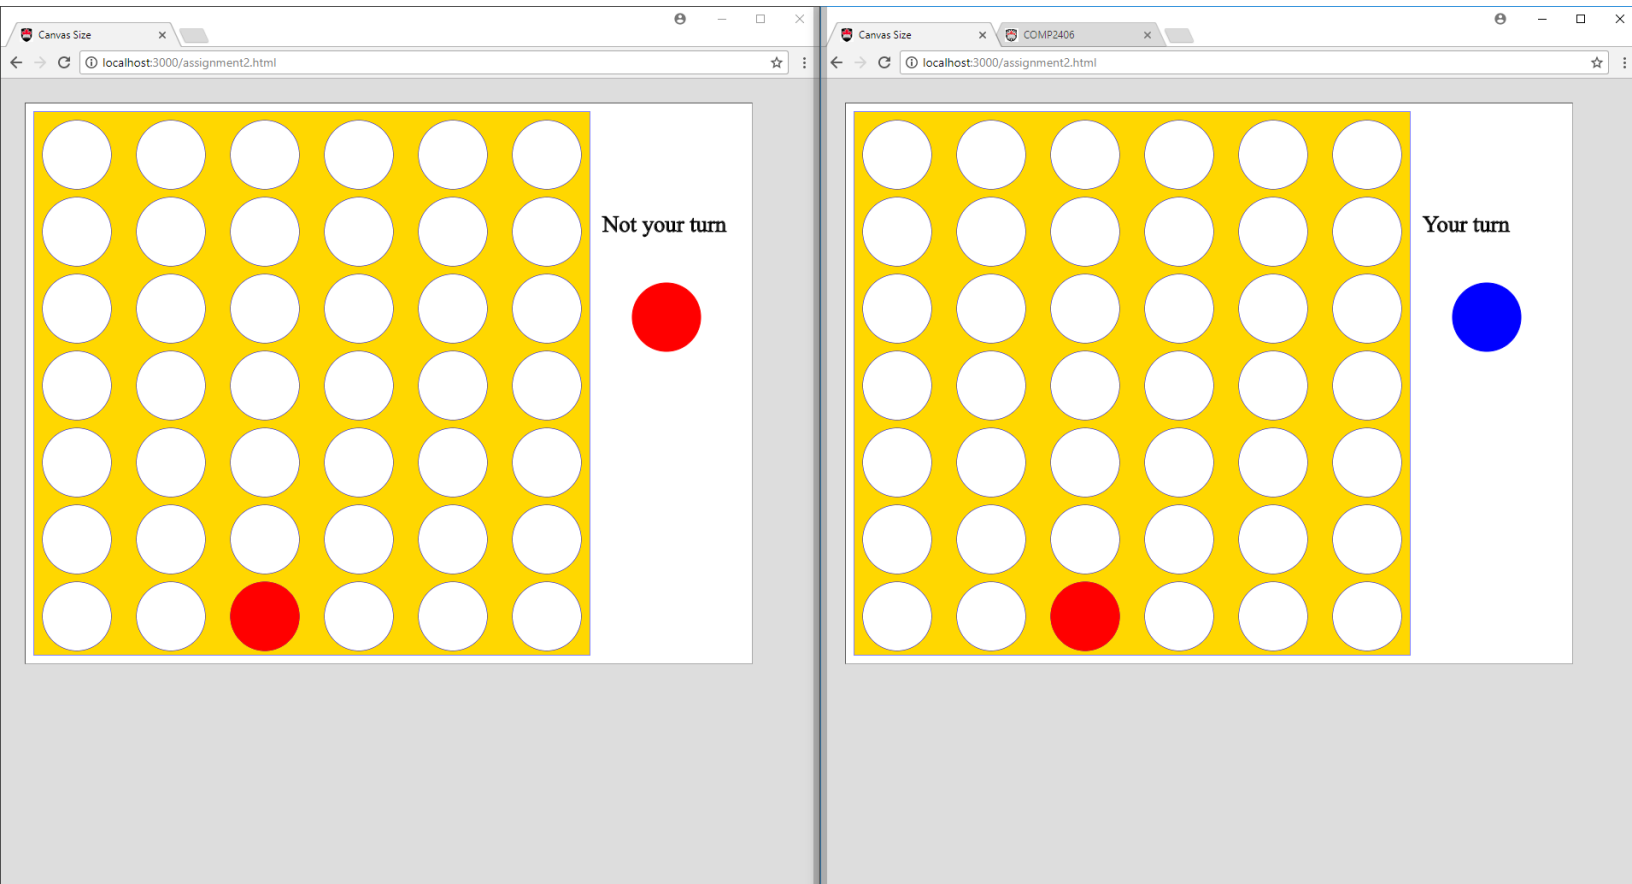 Canvas Size
localhost:3000/assignment2.html
Not your turn
Canvas Size
COMP2406
localhost:3000/assignment2.html
Your turn